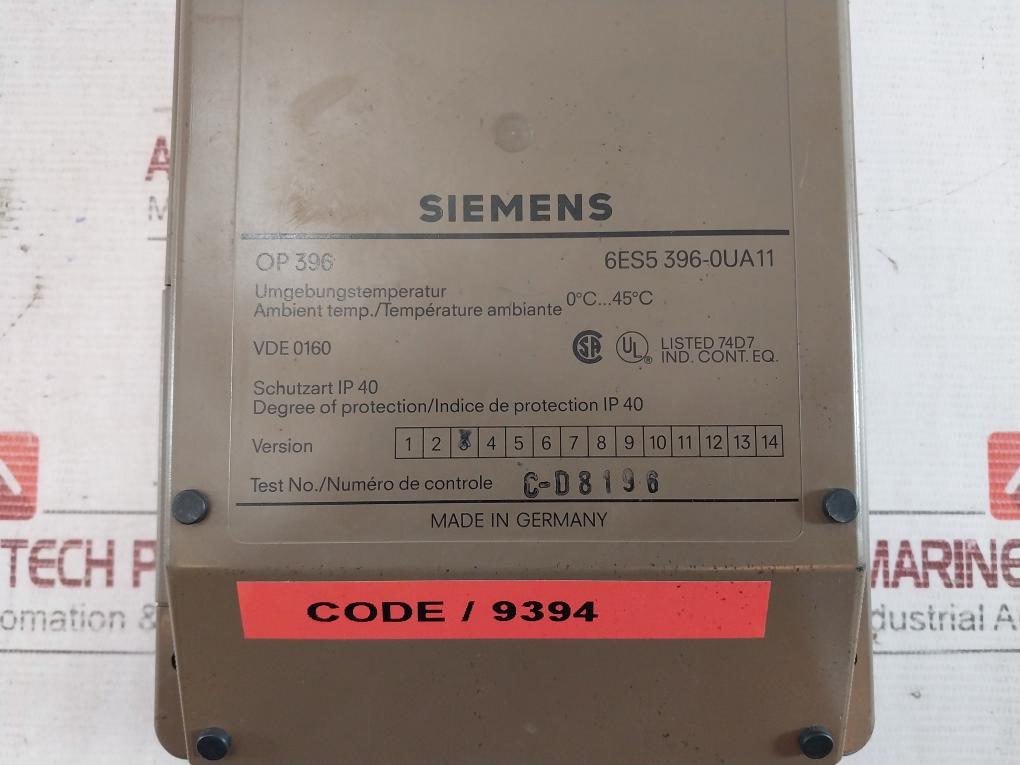 SIEMENS
OP 396 6ES5 396-0UA11
Umgebungstemperatur
Ambient temp./Température ambiante 0°C...45°C
VDE 0160 SA UL ® LISTED 74D7
IND. CONT. EQ.
Schutzart IP 40
Degree of protection/Indice de protection IP 40
Version 1 2 3 4 5 6 7 8 9 10 11 12 13 14
Test No./Numéro de controle C-D8196
MADE IN GERMANY
TECH MARINE
omation & dustrial A
CODE / 9394